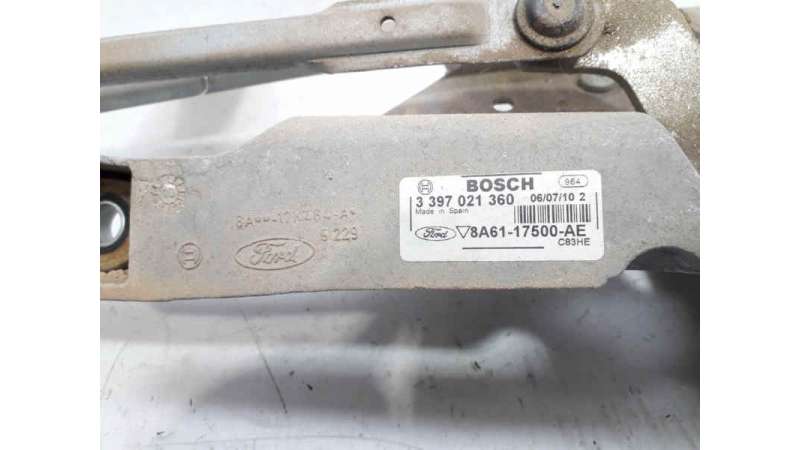 BOSCH 964
3 397 021 360 06/07/10 2
Made in Spain
Ford 8A61-17500-AE
C83HE
Ford